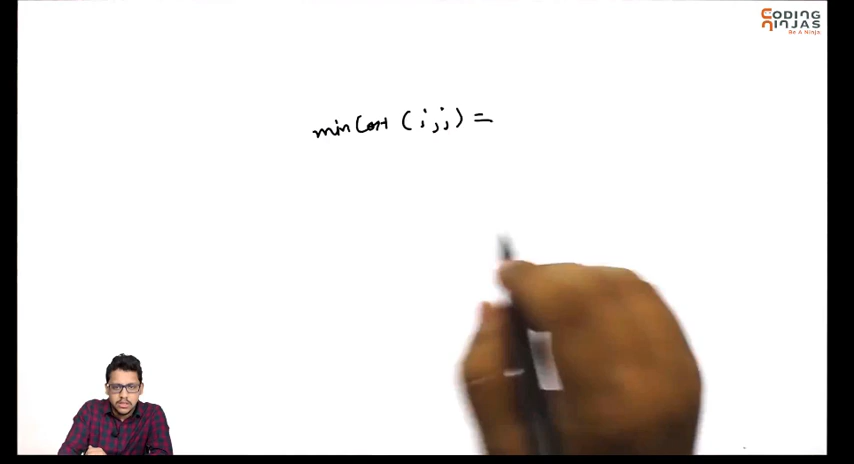 CODING
NINJAS
Be A Ninja
minCost (i,j) =